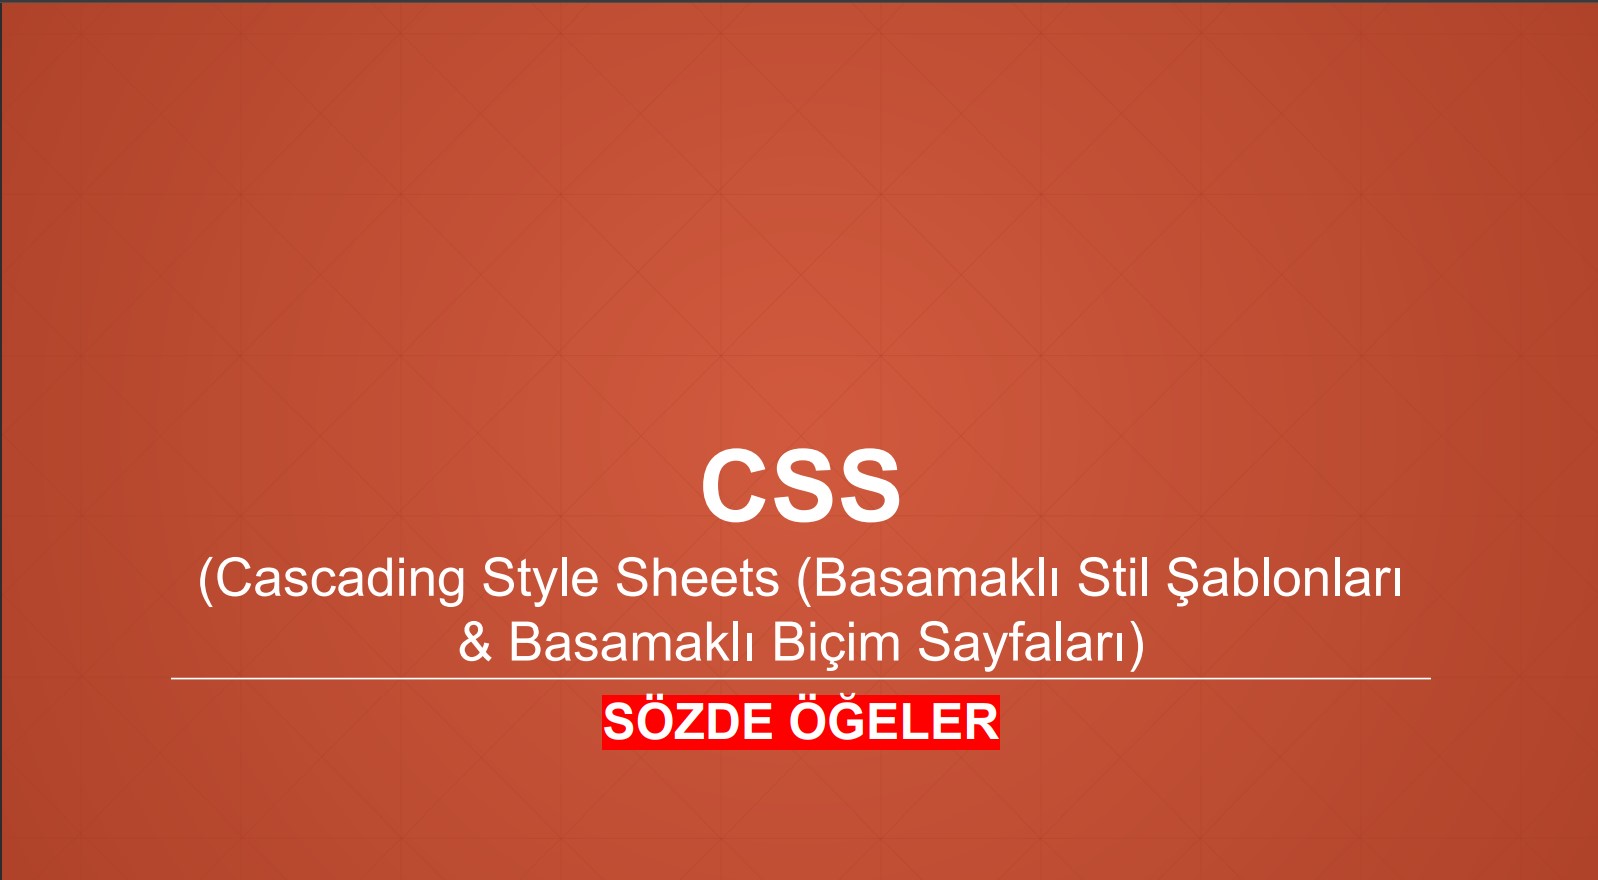 CSS
(Cascading Style Sheets (Basamaklı Stil Şablonları
& Basamaklı Biçim Sayfaları)
SÖZDE ÖĞELER